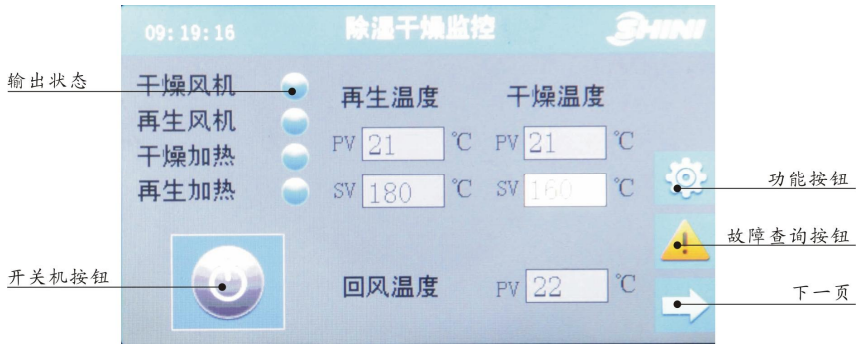 09:19:16 除湿干燥监控 SHINI
输出状态
干燥风机
再生风机
干燥加热
再生加热
再生温度 干燥温度
PV 21 ℃ PV 21 ℃
SV 180 ℃ SV 160 ℃
功能按钮
故障查询按钮
开关机按钮
回风温度 PV 22 ℃
下一页